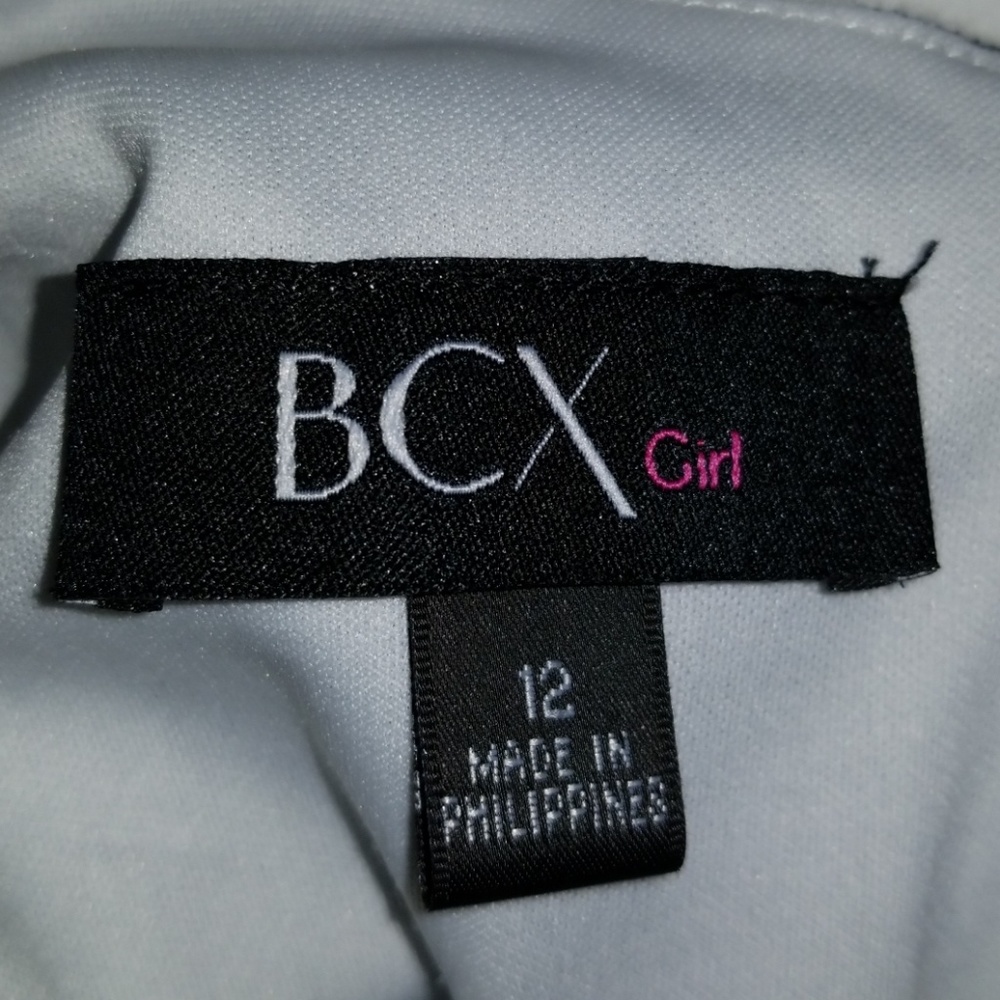 BCX Girl
12
MADE IN
PHILIPPINES